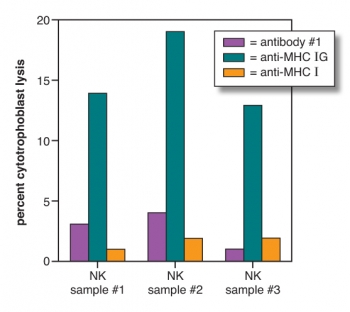 percent cytotrophoblast lysis
20
15
10
5
0
= antibody #1
= anti-MHC IG
= anti-MHC I
NK
sample #1
NK
sample #2
NK
sample #3